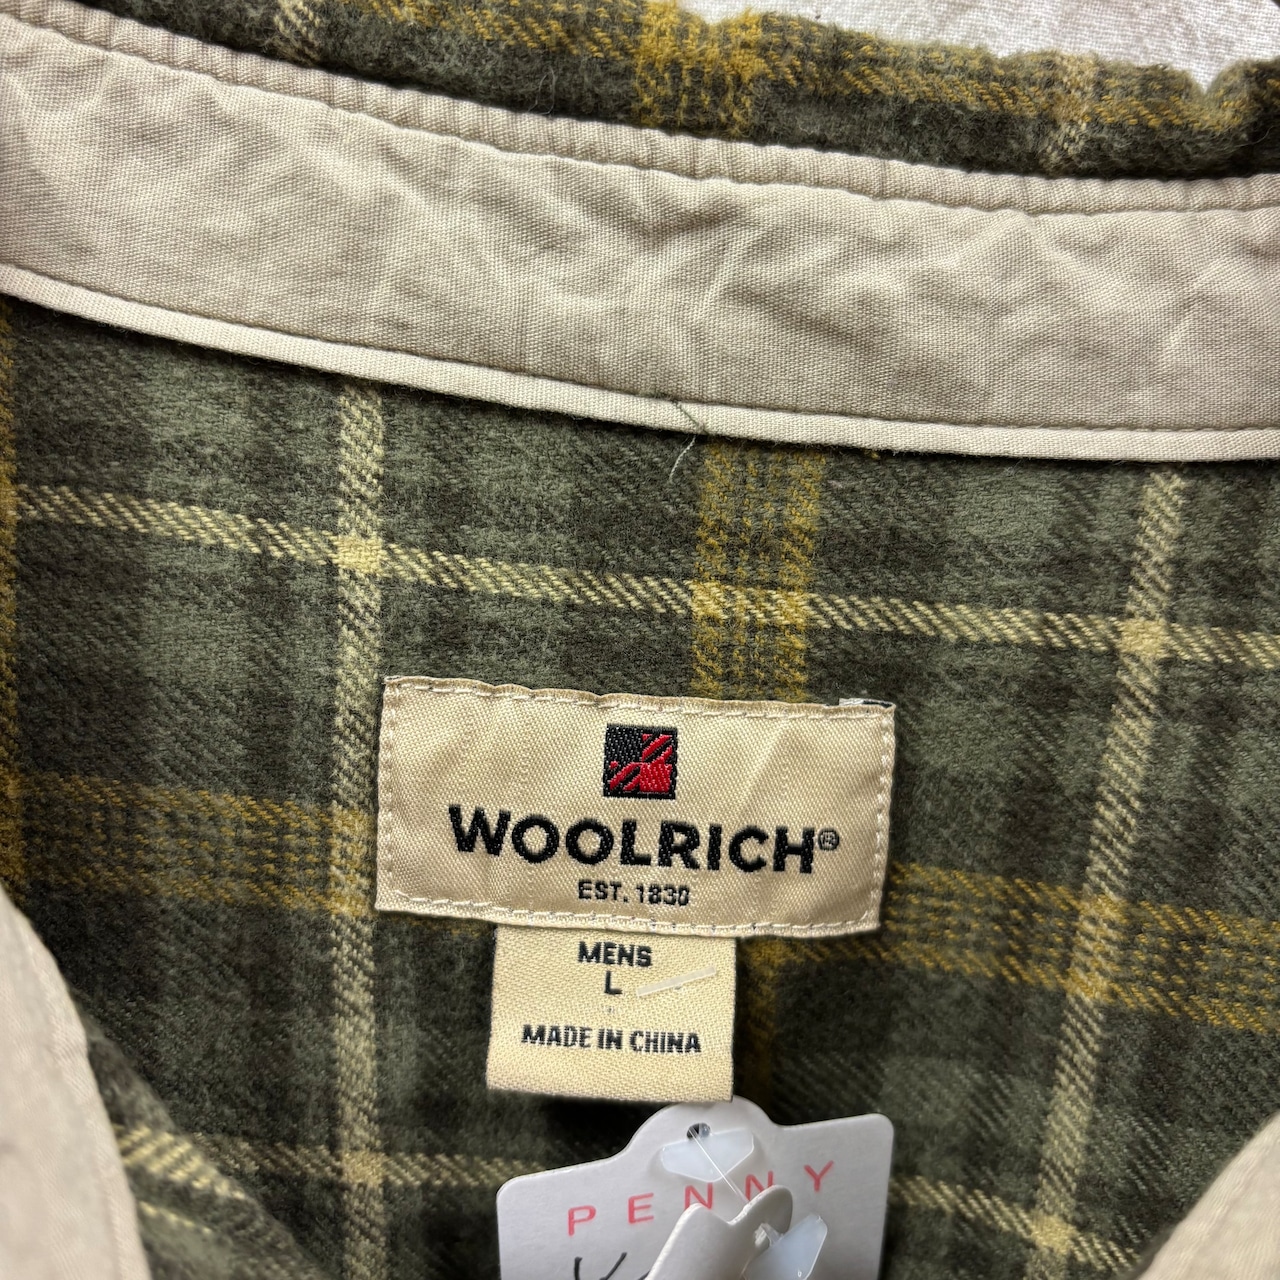 WOOLRICH®
EST. 1830
MENS
L
MADE IN CHINA
PENNY